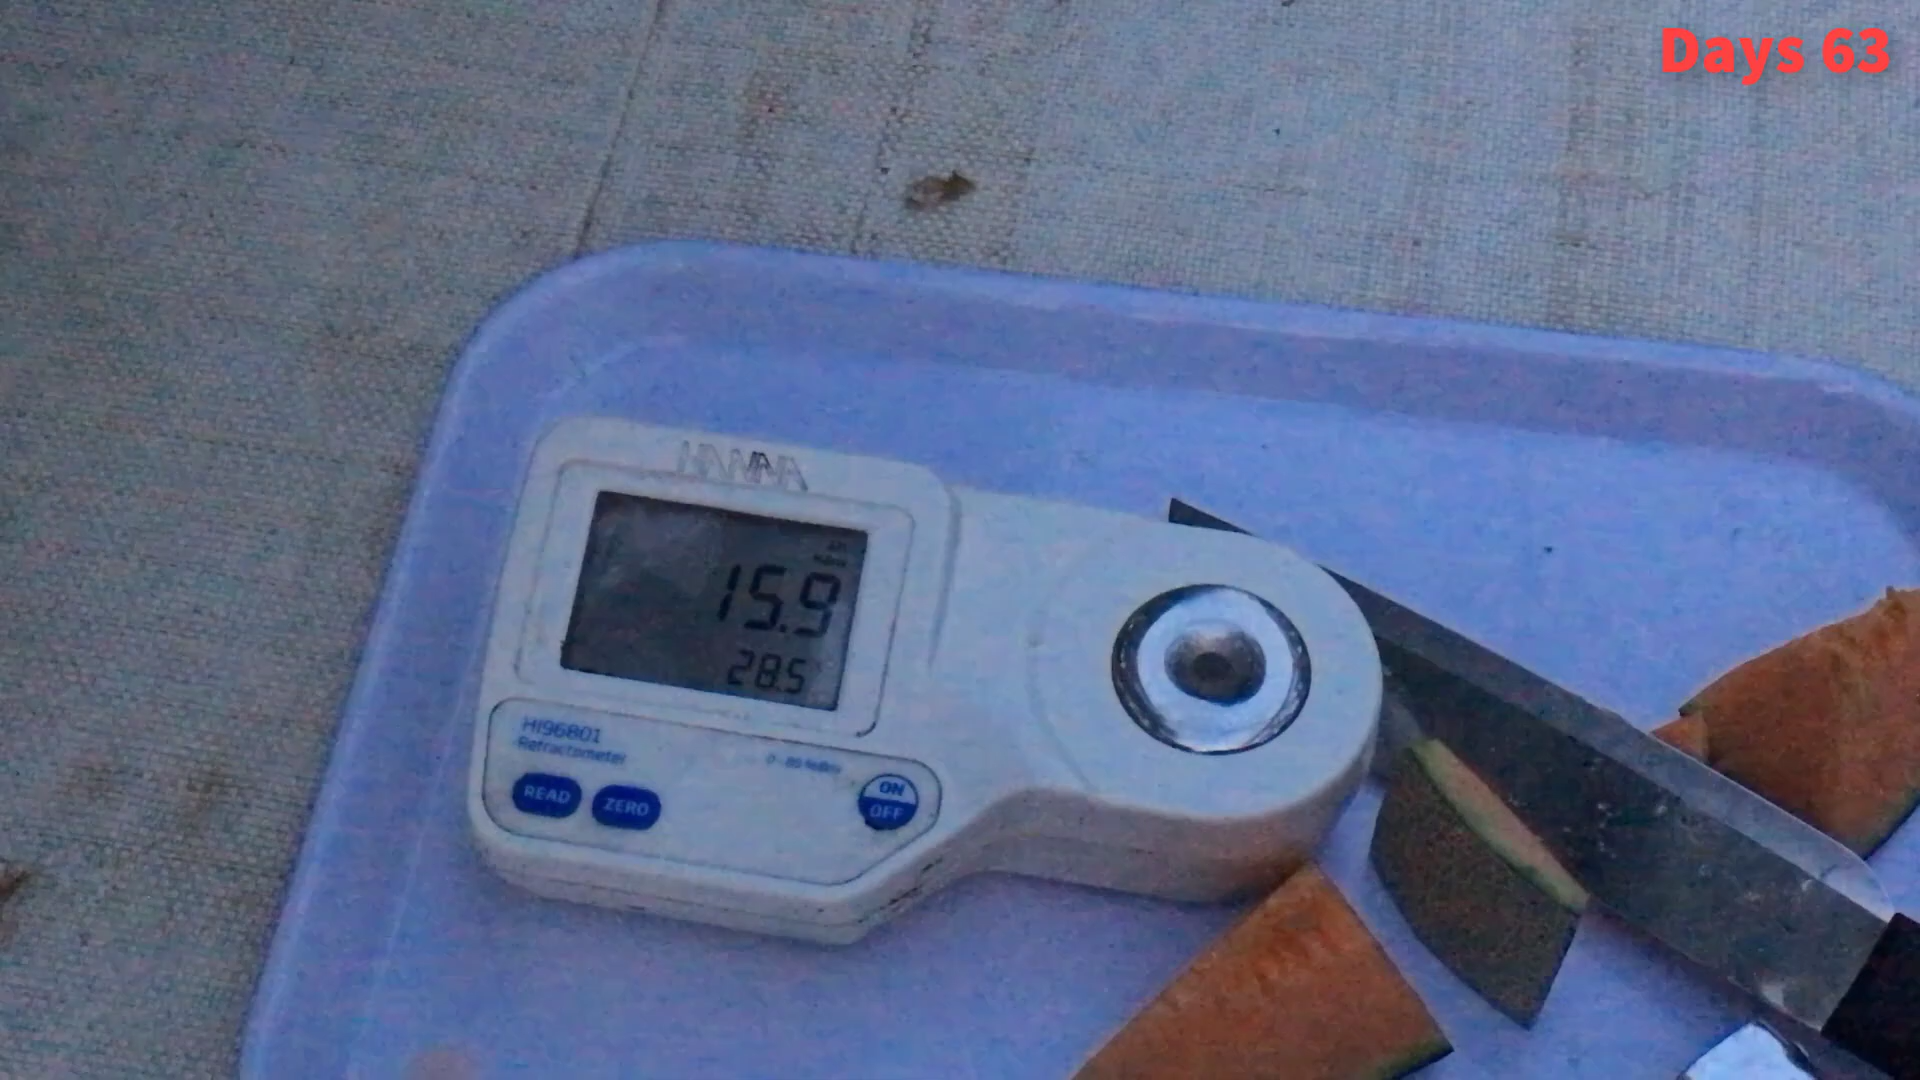 Days 63
HANNA
15.9
28.5
HI96801
Refractometer
READ
ZERO
ON
OFF